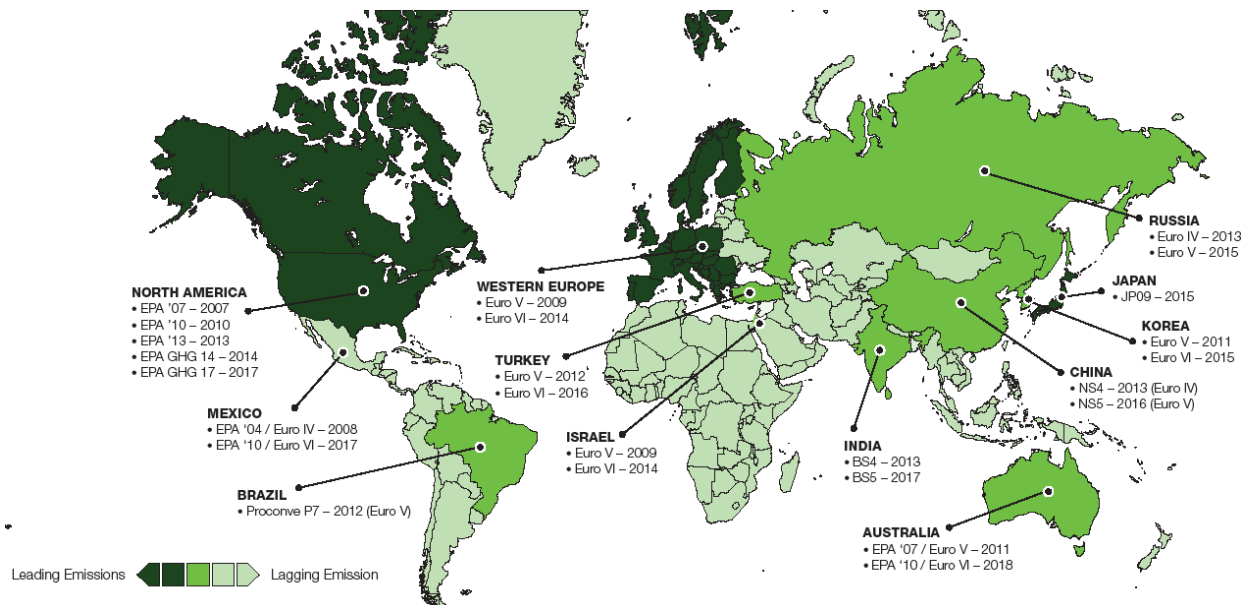 NORTH AMERICA
• EPA '07 – 2007
• EPA '10 – 2010
• EPA '13 – 2013
• EPA GHG 14 – 2014
• EPA GHG 17 – 2017
MEXICO
• EPA '04 / Euro IV – 2008
• EPA '10 / Euro VI – 2017
BRAZIL
• Proconve P7 – 2012 (Euro V)
WESTERN EUROPE
• Euro V – 2009
• Euro VI – 2014
TURKEY
• Euro V – 2012
• Euro VI – 2016
ISRAEL
• Euro V – 2009
• Euro VI – 2014
RUSSIA
• Euro IV – 2013
• Euro V – 2015
JAPAN
• JP09 – 2015
KOREA
• Euro V – 2011
• Euro VI – 2015
CHINA
• NS4 – 2013 (Euro IV)
• NS5 – 2016 (Euro V)
INDIA
• BS4 – 2013
• BS5 – 2017
AUSTRALIA
• EPA '07 / Euro V – 2011
• EPA '10 / Euro VI – 2018
Leading Emissions
Lagging Emission